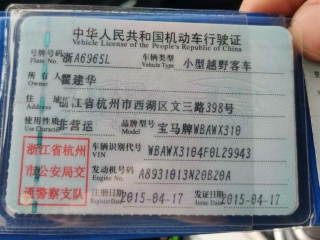 中华人民共和国机动车行驶证
Vehicle License of the People's Republic of China
号牌号码 浙A6965L 车辆类型 小型越野客车
Plate No. Vehicle Type
所有人 瞿建华
Owner
住址 浙江省杭州市西湖区文三路398号
Address
使用性质 非营运 品牌型号 宝马牌WBAWX310
Use Character Model
浙江省杭州市公安局交通警察支队
车辆识别代号 WBAWX3104F0LZ9943
VIN
发动机号码 A8931013N20B20A
Engine No.
注册日期 2015-04-17 发证日期 2015-04-17
Register Date Issue Date